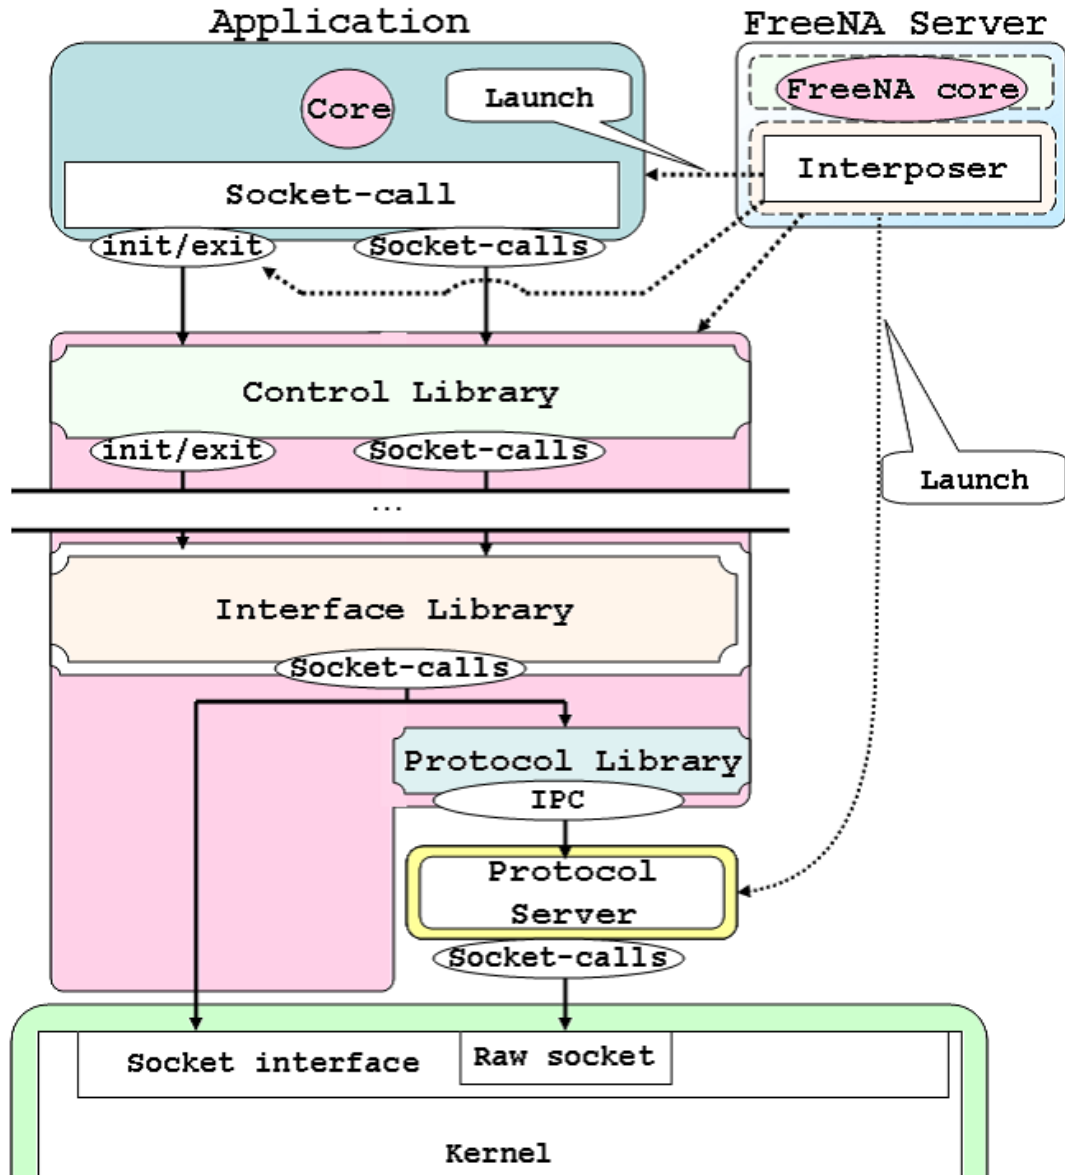 Application
FreeNA Server
Core
Launch
FreeNA core
Interposer
Socket-call
init/exit
Socket-calls
Control Library
init/exit
Socket-calls
Launch
...
Interface Library
Socket-calls
Protocol Library
IPC
Protocol
Server
Socket-calls
Socket interface
Raw socket
Kernel